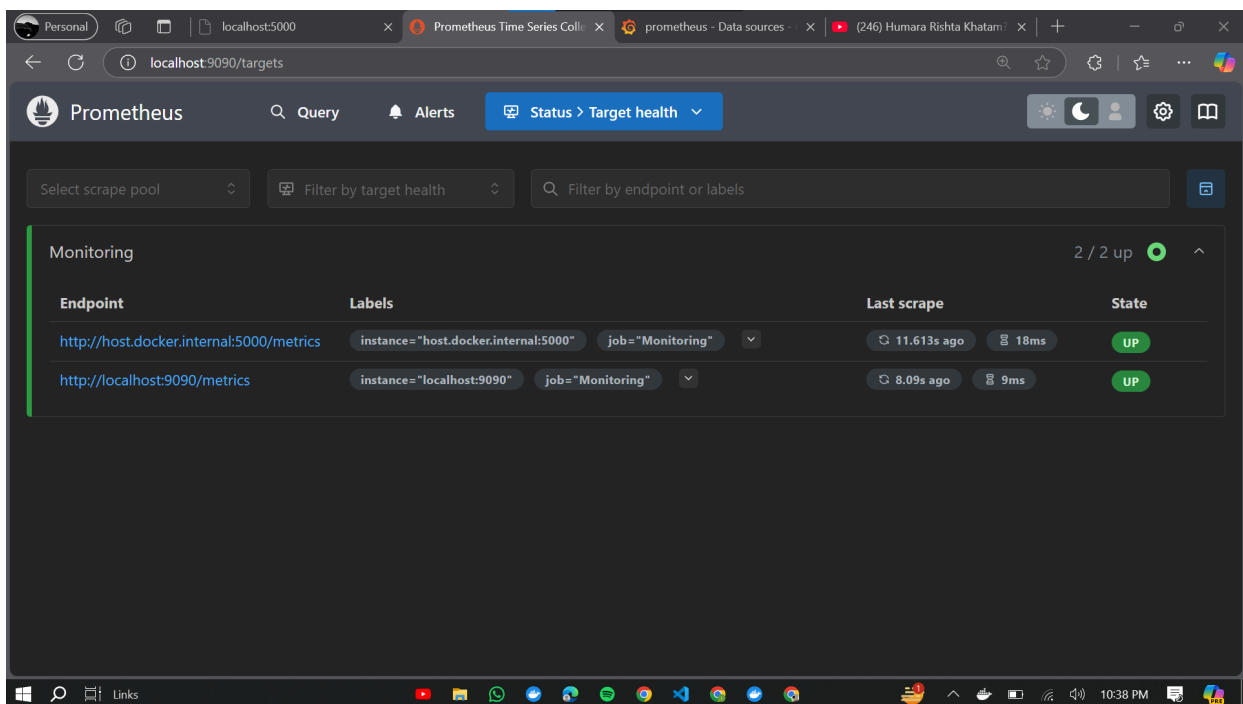 Personal
localhost:5000
Prometheus Time Series Colle
prometheus - Data sources -
(246) Humara Rishta Khatam?
localhost:9090/targets
Prometheus
Query
Alerts
Status > Target health
Select scrape pool
Filter by target health
Filter by endpoint or labels
Monitoring
2 / 2 up
Endpoint Labels Last scrape State
http://host.docker.internal:5000/metrics instance="host.docker.internal:5000" job="Monitoring" 11.613s ago 18ms UP
http://localhost:9090/metrics instance="localhost:9090" job="Monitoring" 8.09s ago 9ms UP
Links
1
10:38 PM
PRE